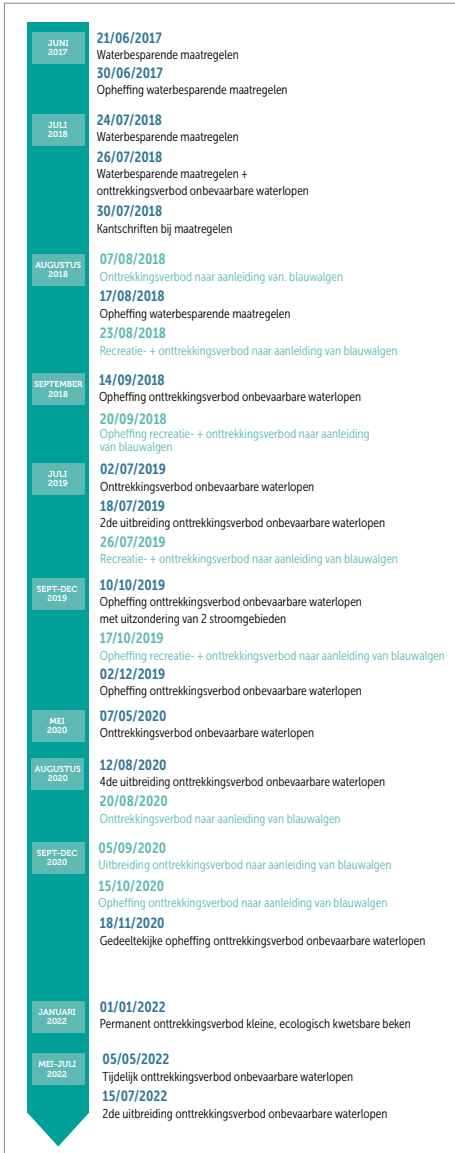 JUNI
2017
21/06/2017
Waterbesparende maatregelen
30/06/2017
Opheffing waterbesparende maatregelen
JULI
2018
24/07/2018
Waterbesparende maatregelen
26/07/2018
Waterbesparende maatregelen +
onttrekkingsverbod onbevaarbare waterlopen
30/07/2018
Kantschriften bij maatregelen
AUGUSTUS
2018
07/08/2018
Onttrekkingsverbod naar aanleiding van. blauwalgen
17/08/2018
Opheffing waterbesparende maatregelen
23/08/2018
Recreatie- + onttrekkingsverbod naar aanleiding van blauwalgen
SEPTEMBER
2018
14/09/2018
Opheffing onttrekkingsverbod onbevaarbare waterlopen
20/09/2018
Opheffing recreatie- + onttrekkingsverbod naar aanleiding
van blauwalgen
JULI
2019
02/07/2019
Onttrekkingsverbod onbevaarbare waterlopen
18/07/2019
2de uitbreiding onttrekkingsverbod onbevaarbare waterlopen
26/07/2019
Recreatie- + onttrekkingsverbod naar aanleiding van blauwalgen
SEPT-DEC
2019
10/10/2019
Opheffing onttrekkingsverbod onbevaarbare waterlopen
met uitzondering van 2 stroomgebieden
17/10/2019
Opheffing recreatie- + onttrekkingsverbod naar aanleiding van blauwalgen
02/12/2019
Opheffing onttrekkingsverbod onbevaarbare waterlopen
MEI
2020
07/05/2020
Onttrekkingsverbod onbevaarbare waterlopen
AUGUSTUS
2020
12/08/2020
4de uitbreiding onttrekkingsverbod onbevaarbare waterlopen
20/08/2020
Onttrekkingsverbod naar aanleiding van blauwalgen
SEPT-DEC
2020
05/09/2020
Uitbreiding onttrekkingsverbod naar aanleiding van blauwalgen
15/10/2020
Opheffing onttrekkingsverbod naar aanleiding van blauwalgen
18/11/2020
Gedeeltekijke opheffing onttrekkingsverbod onbevaarbare waterlopen
JANUARI
2022
01/01/2022
Permanent onttrekkingsverbod kleine, ecologisch kwetsbare beken
MEI-JULI
2022
05/05/2022
Tijdelijk onttrekkingsverbod onbevaarbare waterlopen
15/07/2022
2de uitbreiding onttrekkingsverbod onbevaarbare waterlopen